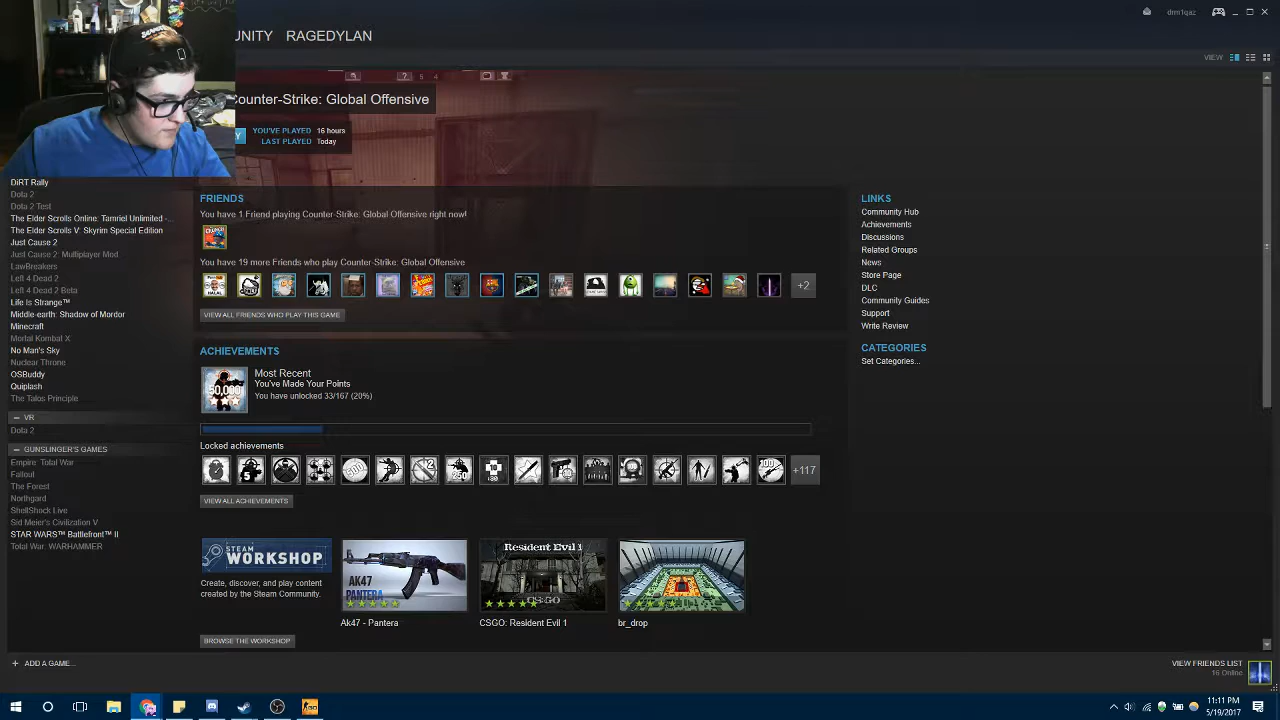 drm1qaz
UNITY RAGEDYLAN
VIEW
Counter-Strike: Global Offensive
YOU'VE PLAYED 16 hours
LAST PLAYED Today
DiRT Rally
Dota 2
Dota 2 Test
The Elder Scrolls Online: Tamriel Unlimited -...
The Elder Scrolls V: Skyrim Special Edition
Just Cause 2
Just Cause 2: Multiplayer Mod
LawBreakers
Left 4 Dead 2
Left 4 Dead 2 Beta
Life Is Strange™
Middle-earth: Shadow of Mordor
Minecraft
Mortal Kombat X
No Man's Sky
Nuclear Throne
OSBuddy
Quiplash
The Talos Principle
— VR
Dota 2
— GUNSLINGER'S GAMES
Empire: Total War
Fallout
The Forest
Northgard
ShellShock Live
Sid Meier's Civilization V
STAR WARS™ Battlefront™ II
Total War: WARHAMMER
FRIENDS
You have 1 Friend playing Counter-Strike: Global Offensive right now!
You have 19 more Friends who play Counter-Strike: Global Offensive
+2
VIEW ALL FRIENDS WHO PLAY THIS GAME
ACHIEVEMENTS
50,000
Most Recent
You've Made Your Points
You have unlocked 33/167 (20%)
Locked achievements
+117
VIEW ALL ACHIEVEMENTS
STEAM
WORKSHOP
Create, discover, and play content
created by the Steam Community.
AK47
PANTERA
Ak47 - Pantera
Resident Evil 1
CS:GO
CSGO: Resident Evil 1
br_drop
BROWSE THE WORKSHOP
LINKS
Community Hub
Achievements
Discussions
Related Groups
News
Store Page
DLC
Community Guides
Support
Write Review
CATEGORIES
Set Categories...
+ ADD A GAME...
VIEW FRIENDS LIST
16 Online
11:11 PM
5/19/2017